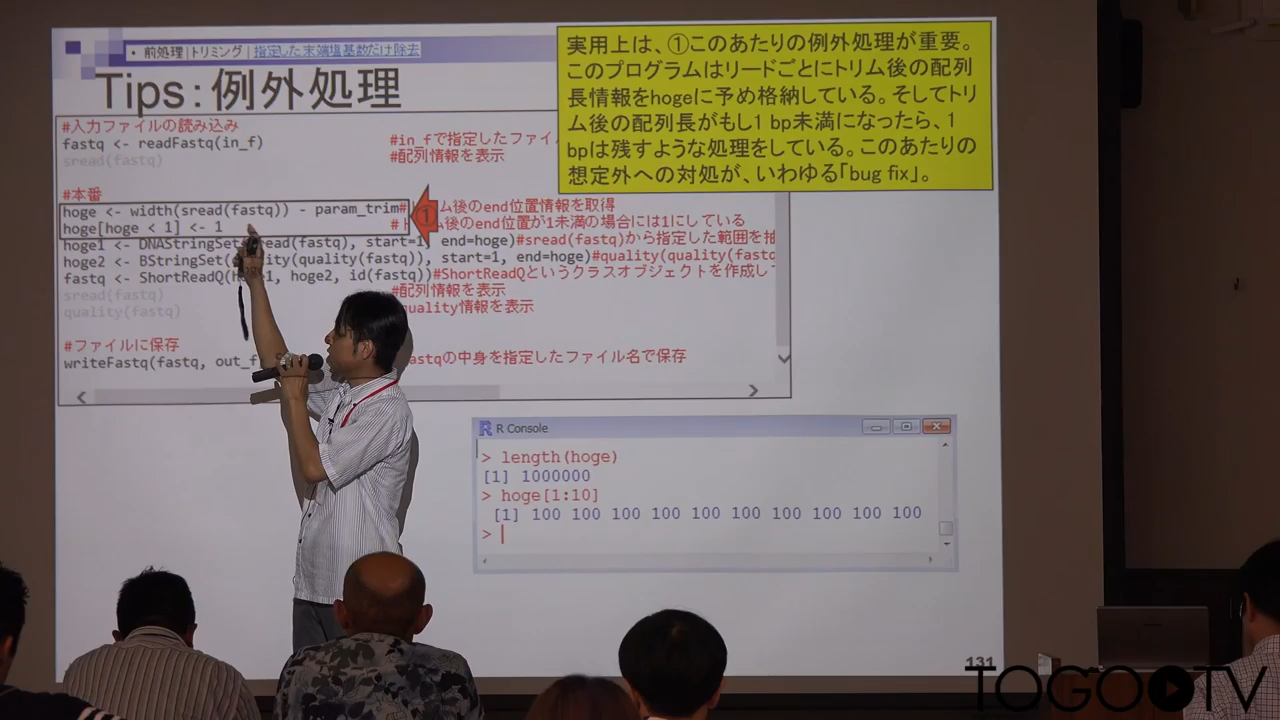 • 前処理 | トリミング | 指定した末端塩基数だけ除去
Tips：例外処理
実用上は、①このあたりの例外処理が重要。
このプログラムはリードごとにトリム後の配列
長情報をhogeに予め格納している。そしてトリ
ム後の配列長がもし1 bp未満になったら、1
bpは残すような処理をしている。このあたりの
想定外への対処が、いわゆる「bug fix」。
#入力ファイルの読み込み
fastq <- readFastq(in_f) #in_fで指定したファイ
sread(fastq) #配列情報を表示
#本番
hoge <- width(sread(fastq)) - param_trim# ム後のend位置情報を取得
①
hoge[hoge < 1] <- 1 #ト ム後のend位置が1未満の場合には1にしている
hoge1 <- DNAStringSet( read(fastq), start=1, end=hoge)#sread(fastq)から指定した範囲を抽
hoge2 <- BStringSet( uality(quality(fastq)), start=1, end=hoge)#quality(quality(fastq
fastq <- ShortReadQ(h 1, hoge2, id(fastq))#ShortReadQというクラスオブジェクトを作成し
sread(fastq) #配列情報を表示
quality(fastq) quality情報を表示
#ファイルに保存
writeFastq(fastq, out_f astqの中身を指定したファイル名で保存
R Console
> length(hoge)
[1] 1000000
> hoge[1:10]
[1] 100 100 100 100 100 100 100 100 100 100
>
131
TOGO TV